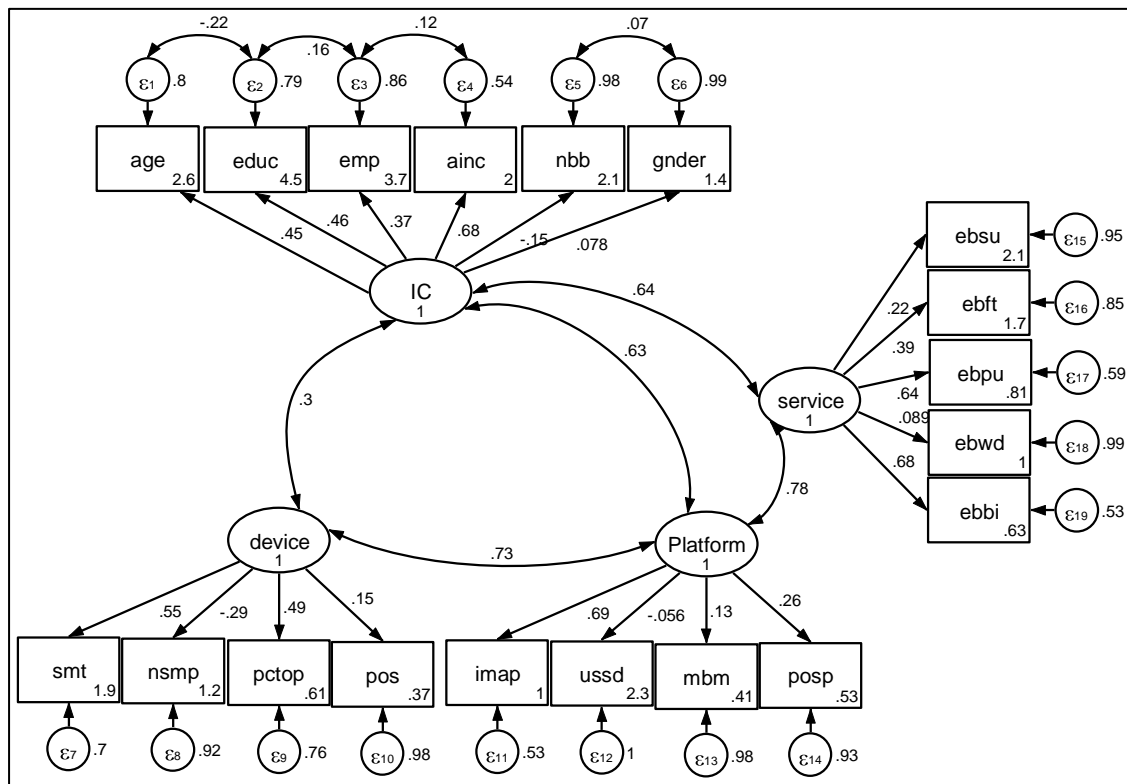 -.22 .16 .12 .07
ε1 .8 ε2 .79 ε3 .86 ε4 .54 ε5 .98 ε6 .99
age 2.6 educ 4.5 emp 3.7 ainc 2 nbb 2.1 gnder 1.4
.45 .46 .37 .68 -.15 .078
IC 1
.64
.63
.3
ebsu 2.1 ε15 .95
.22
ebft 1.7 ε16 .85
.39
ebpu .81 ε17 .59
.64
service 1
.089
ebwd 1 ε18 .99
.68
ebbi .63 ε19 .53
.78
device 1
.73
Platform 1
.55 -.29 .49 .15 .69 -.056 .13 .26
smt 1.9 nsmp 1.2 pctop .61 pos .37 imap 1 ussd 2.3 mbm .41 posp .53
ε7 .7 ε8 .92 ε9 .76 ε10 .98 ε11 .53 ε12 1 ε13 .98 ε14 .93